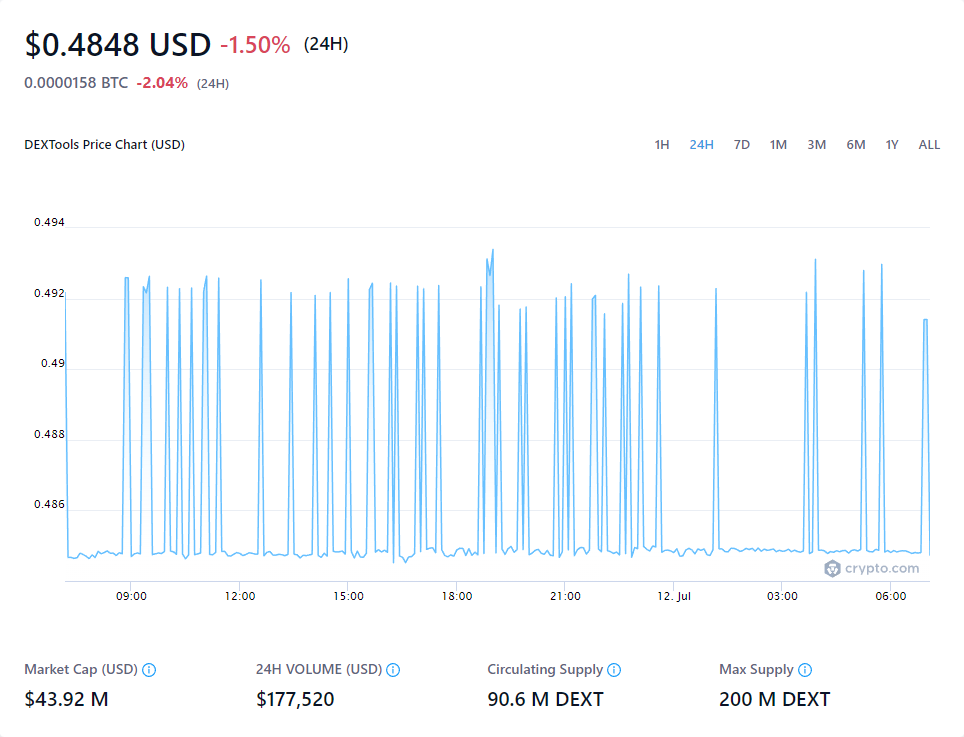 $0.4848 USD -1.50% (24H)
0.0000158 BTC -2.04% (24H)
DEXTools Price Chart (USD) 1H 24H 7D 1M 3M 6M 1Y ALL
0.494
0.492
0.49
0.488
0.486
crypto.com
09:00 12:00 15:00 18:00 21:00 12. Jul 03:00 06:00
Market Cap (USD) 24H VOLUME (USD) Circulating Supply Max Supply
$43.92 M $177,520 90.6 M DEXT 200 M DEXT